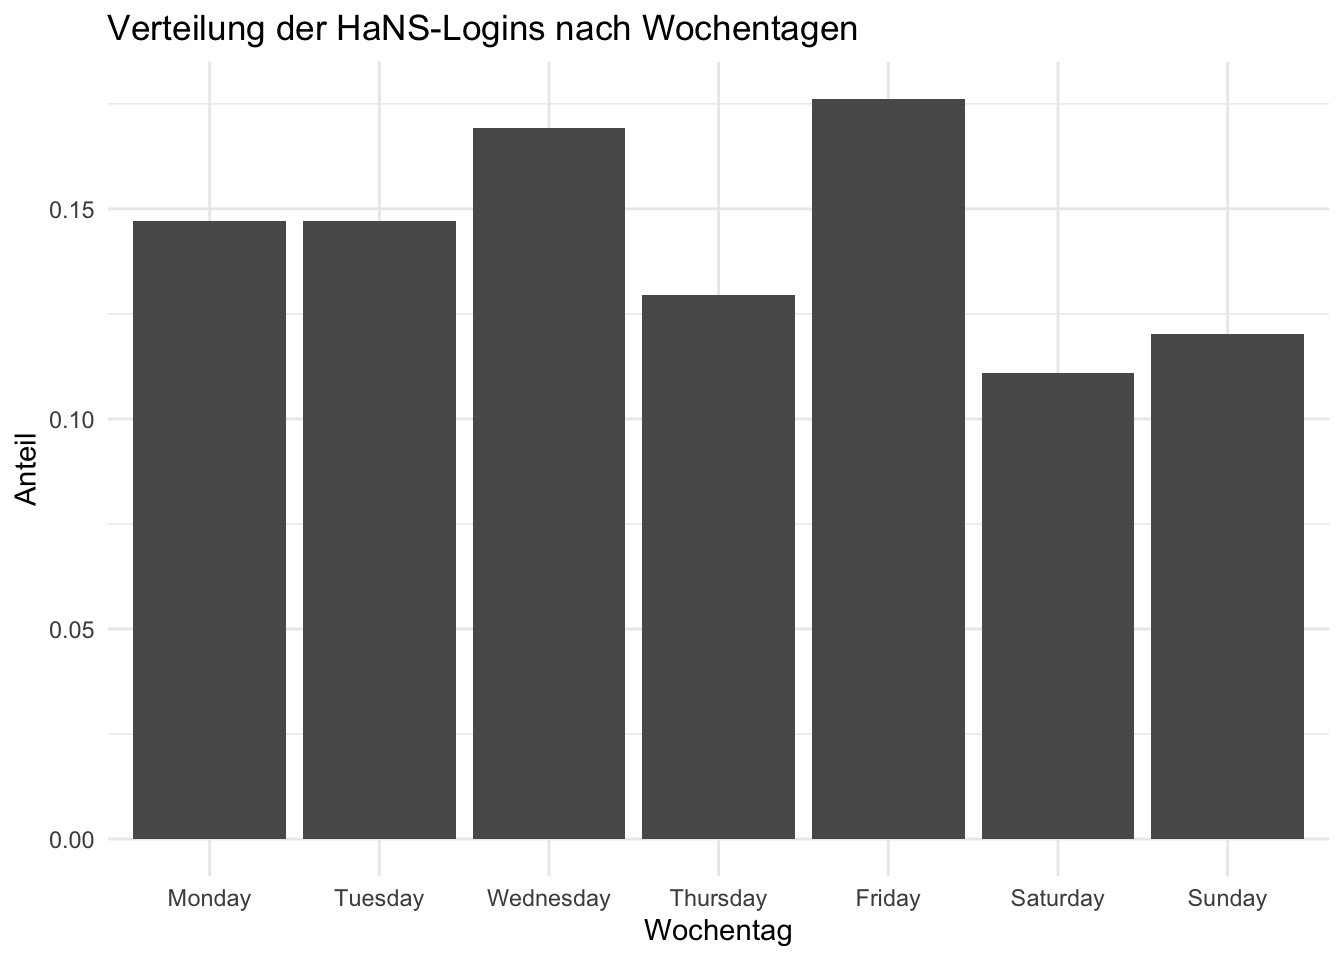 Verteilung der HaNS-Logins nach Wochentagen
Anteil
0.15
0.10
0.05
0.00
Monday Tuesday Wednesday Thursday Friday Saturday Sunday
Wochentag